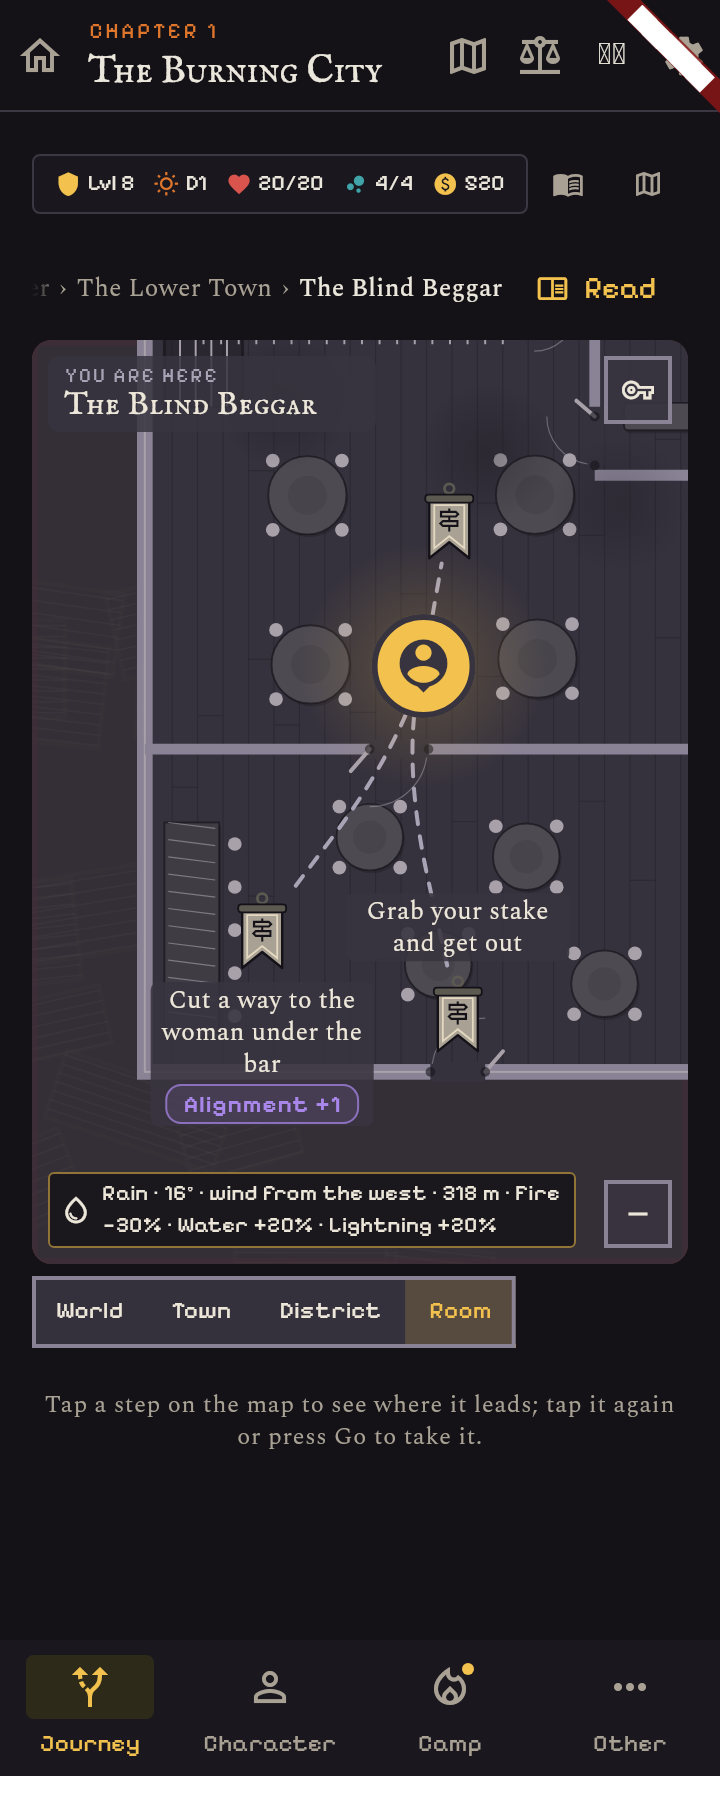 CHAPTER 1
The Burning City
Lvl 8 D1 20/20 4/4 $20
› The Lower Town › The Blind Beggar Read
YOU ARE HERE
The Blind Beggar
Grab your stake
and get out
Cut a way to the
woman under the
bar
Alignment +1
Rain · 16° · wind from the west · 318 m · Fire
-30% · Water +20% · Lightning +20%
World Town District Room
Tap a step on the map to see where it leads; tap it again
or press Go to take it.
Journey Character Camp Other